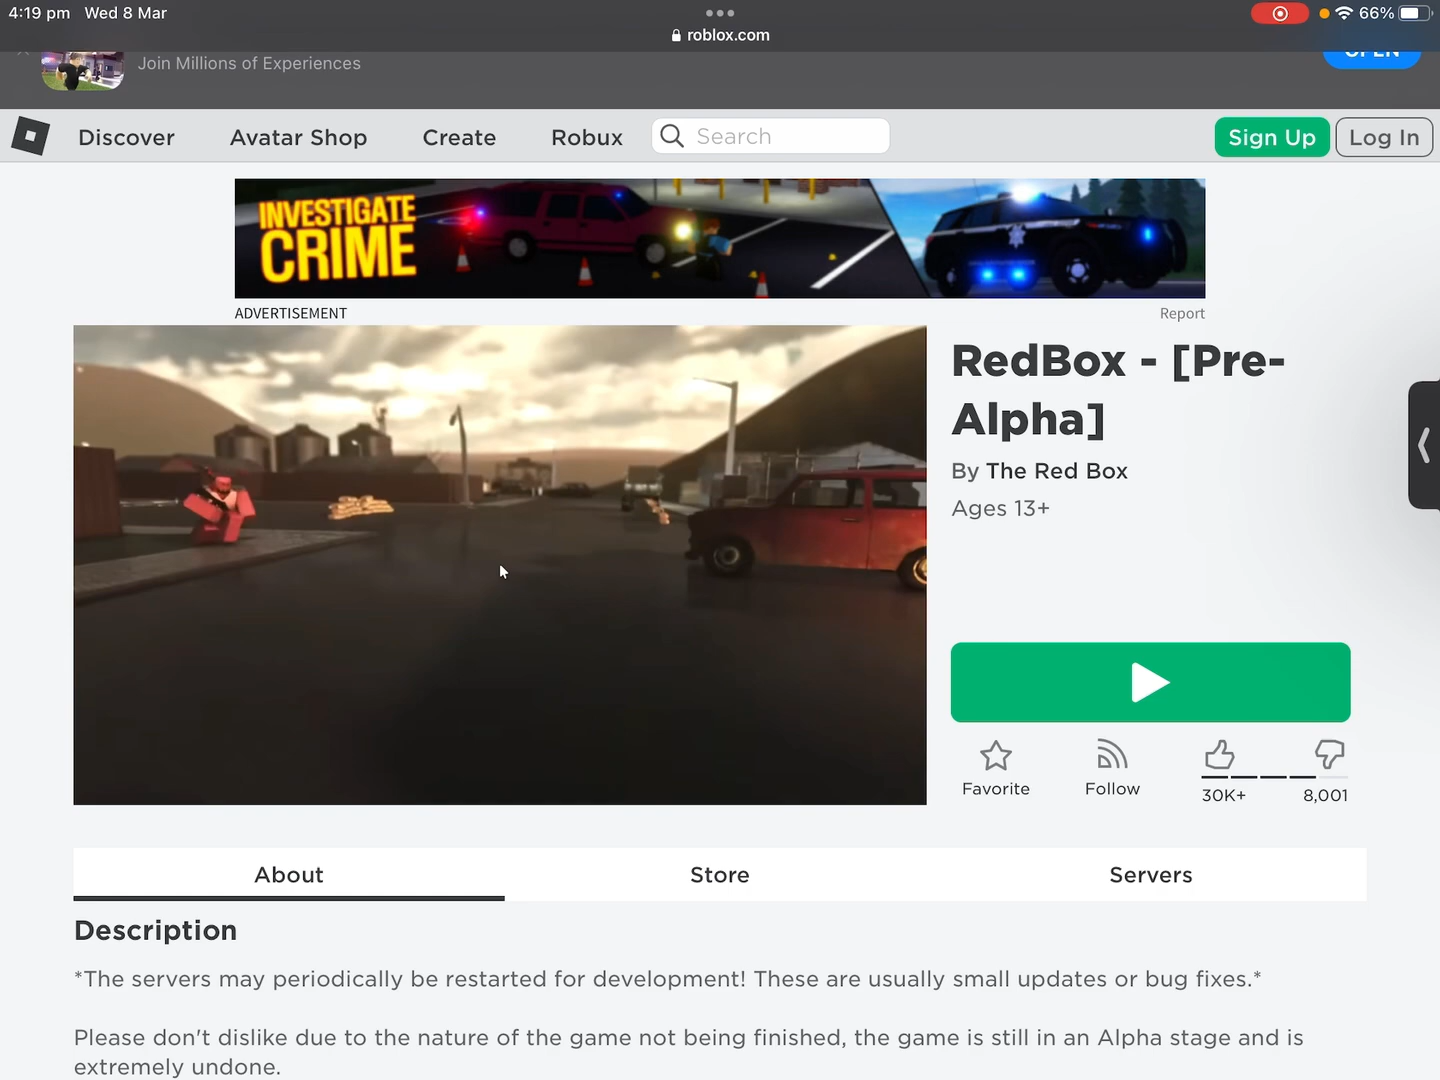 4:19 pm Wed 8 Mar
66%
roblox.com
Join Millions of Experiences
OPEN
Discover
Avatar Shop
Create
Robux
Search
Sign Up
Log In
INVESTIGATE
CRIME
ADVERTISEMENT
Report
RedBox - [Pre-
Alpha]
By The Red Box
Ages 13+
Favorite
Follow
30K+
8,001
About
Store
Servers
Description
*The servers may periodically be restarted for development! These are usually small updates or bug fixes.*
Please don't dislike due to the nature of the game not being finished, the game is still in an Alpha stage and is
extremely undone.